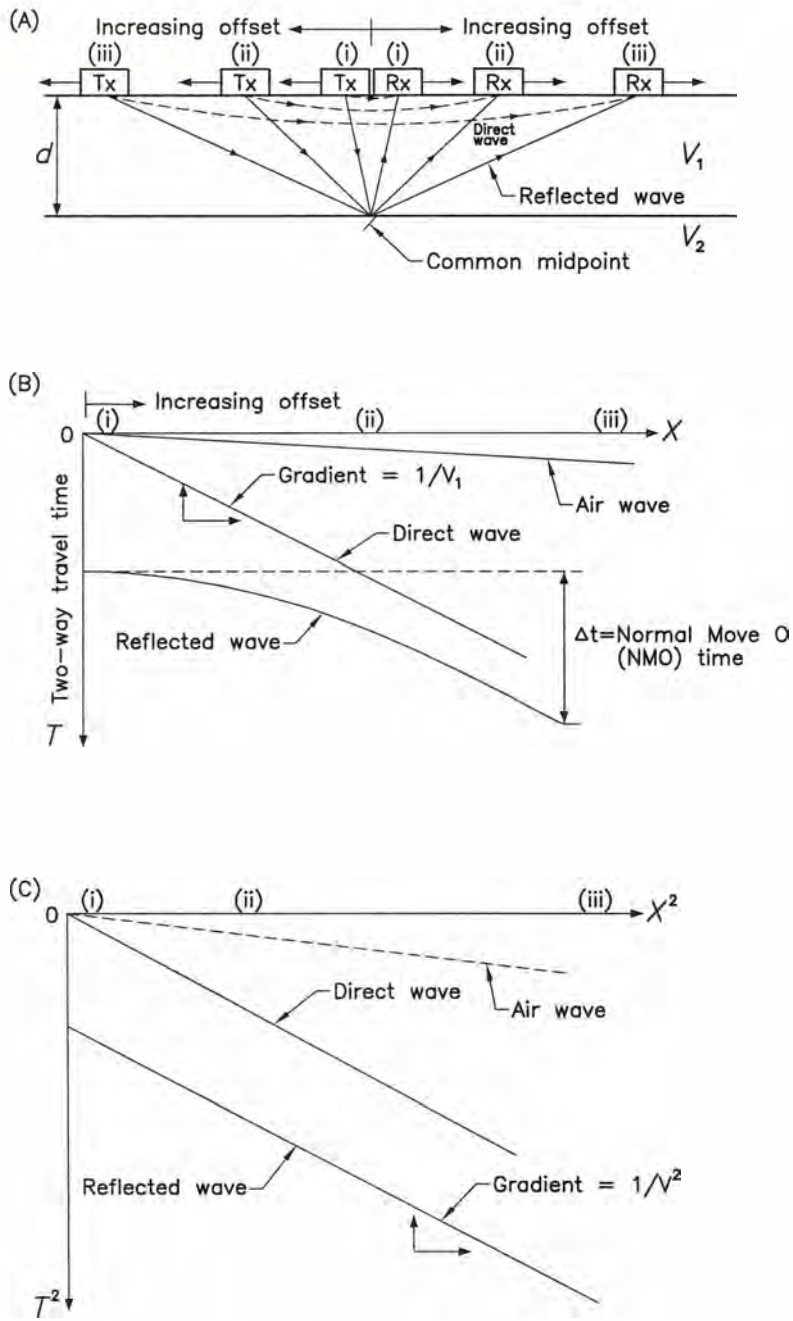 (A)
Increasing offset Increasing offset
(iii) (ii) (i) (i) (ii) (iii)
Tx Tx Tx Rx Rx Rx
Direct
wave
d
V₁
Reflected wave
V₂
Common midpoint
(B)
Increasing offset
0 (i) (ii) (iii) X
Gradient = 1/V₁
Air wave
Direct wave
Two-way travel time
Reflected wave
Δt=Normal Move O
(NMO) time
T
(C)
0 (i) (ii) (iii) X²
Direct wave
Air wave
Reflected wave
Gradient = 1/V²
T²